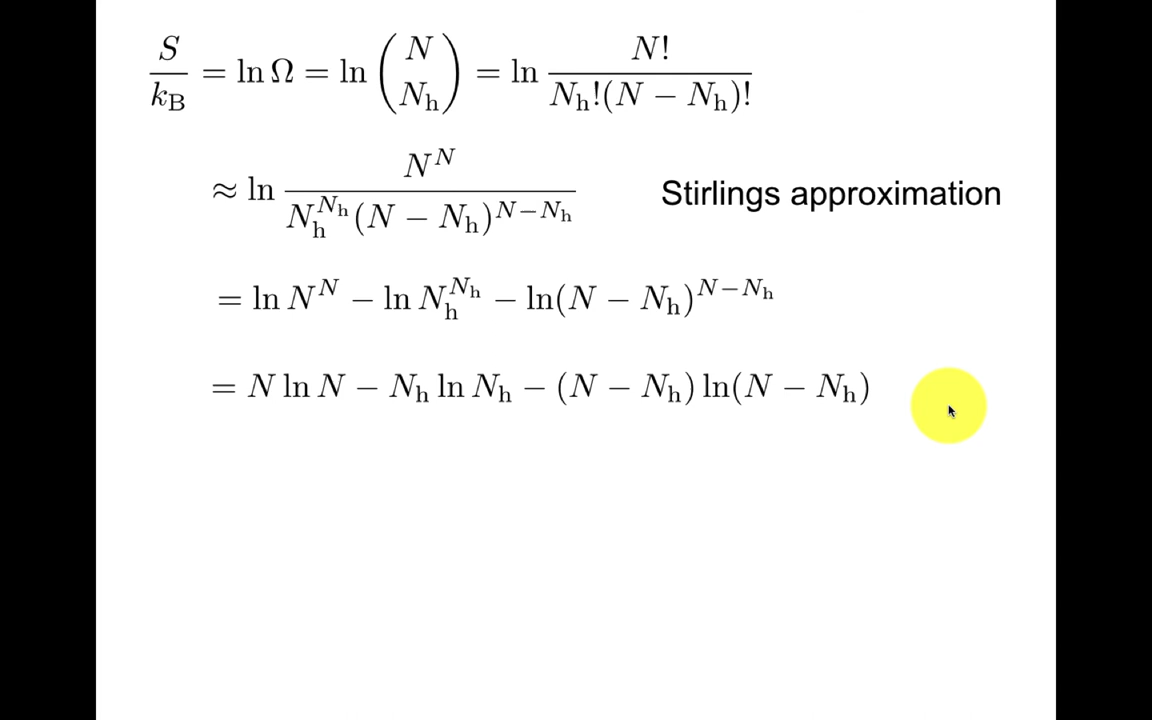 S/k_B = ln Ω = ln (N N_h) = ln N!/N_h!(N − N_h)!
≈ ln N^N/N_h^{N_h}(N − N_h)^{N−N_h} Stirlings approximation
= ln N^N − ln N_h^{N_h} − ln(N − N_h)^{N−N_h}
= N ln N − N_h ln N_h − (N − N_h) ln(N − N_h)